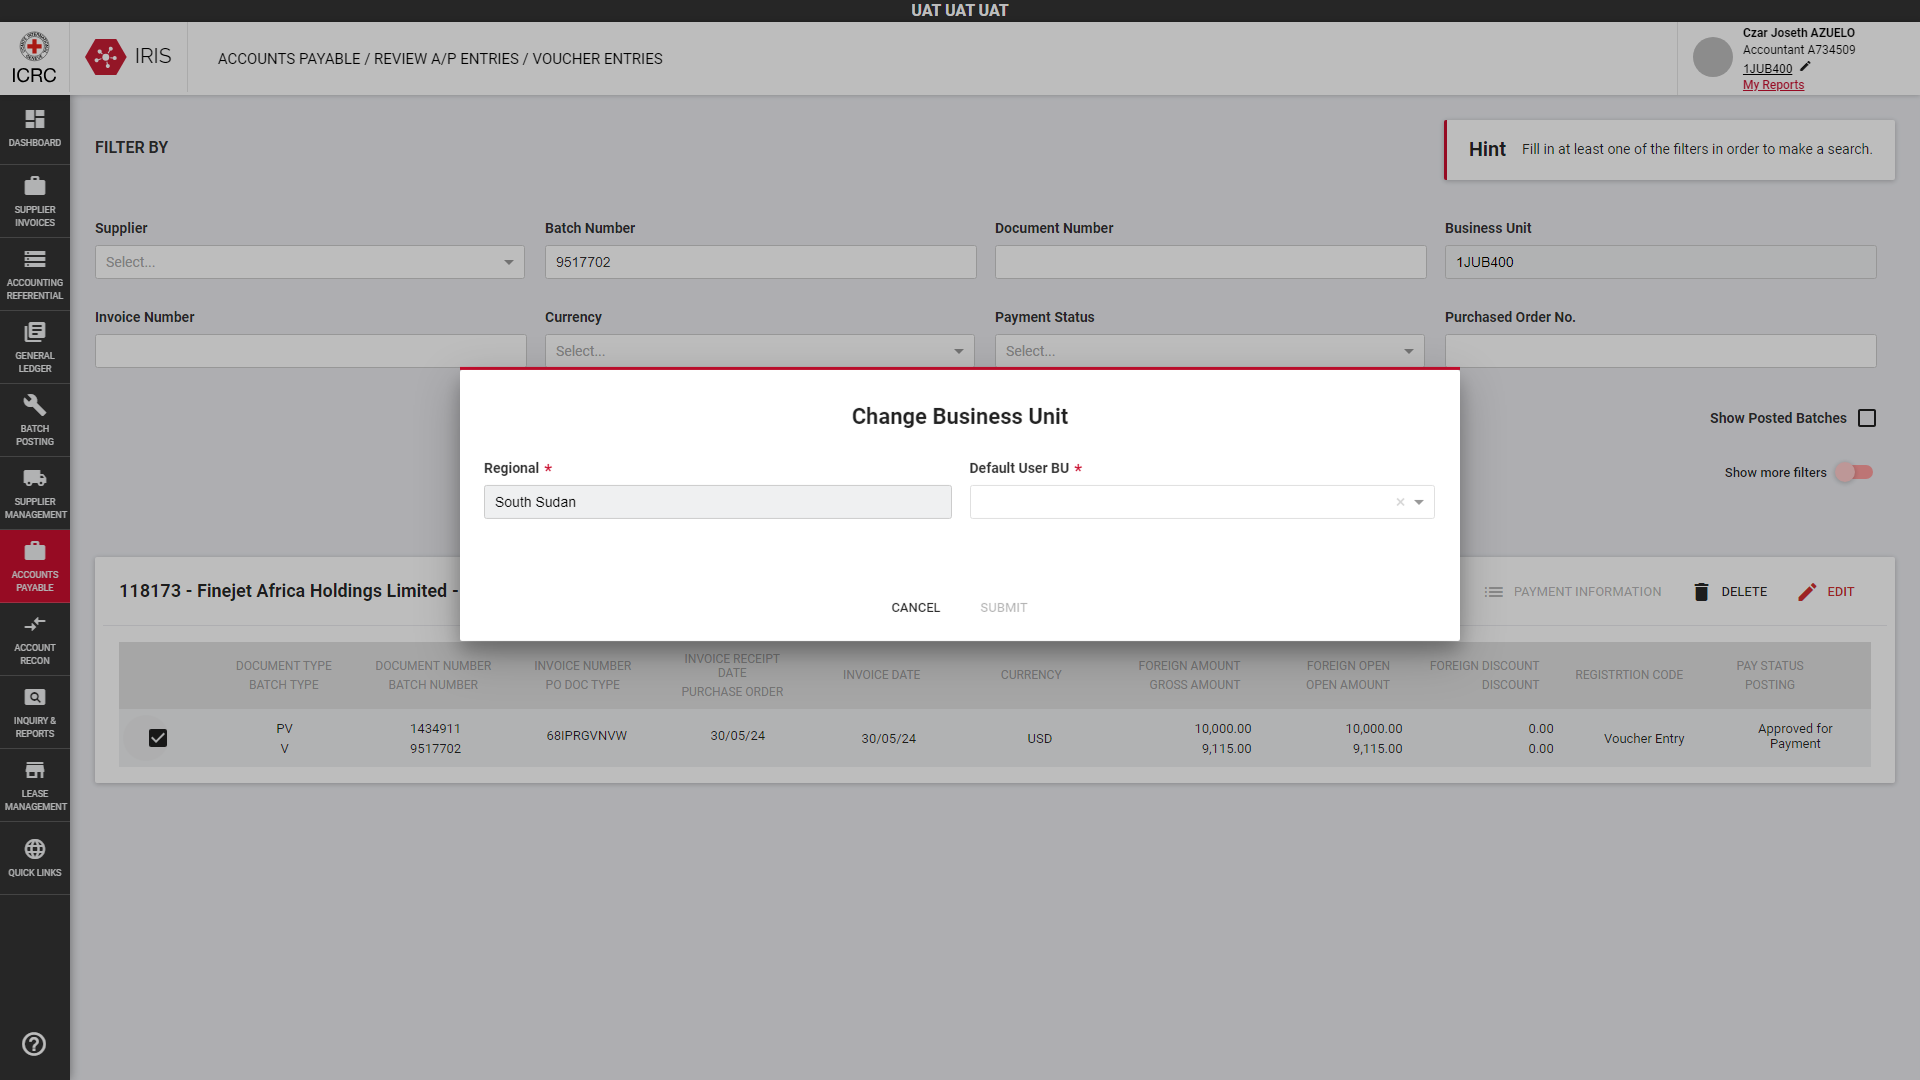 UAT UAT UAT
ICRC
IRIS
ACCOUNTS PAYABLE / REVIEW A/P ENTRIES / VOUCHER ENTRIES
Czar Joseth AZUELO
Accountant A734509
1JUB400
My Reports
DASHBOARD
SUPPLIER
INVOICES
ACCOUNTING
REFERENTIAL
GENERAL
LEDGER
BATCH
POSTING
SUPPLIER
MANAGEMENT
ACCOUNTS
PAYABLE
ACCOUNT
RECON
INQUIRY &
REPORTS
LEASE
MANAGEMENT
QUICK LINKS
FILTER BY
Hint Fill in at least one of the filters in order to make a search.
Supplier Batch Number Document Number Business Unit
Select... 9517702 1JUB400
Invoice Number Currency Payment Status Purchased Order No.
Select... Select...
Show Posted Batches
Show more filters
Change Business Unit
Regional * Default User BU *
South Sudan
CANCEL SUBMIT
118173 - Finejet Africa Holdings Limited -
PAYMENT INFORMATION DELETE EDIT
DOCUMENT TYPE
BATCH TYPE
DOCUMENT NUMBER
BATCH NUMBER
INVOICE NUMBER
PO DOC TYPE
INVOICE RECEIPT
DATE
PURCHASE ORDER
INVOICE DATE
CURRENCY
FOREIGN AMOUNT
GROSS AMOUNT
FOREIGN OPEN
OPEN AMOUNT
FOREIGN DISCOUNT
DISCOUNT
REGISTRTION CODE
PAY STATUS
POSTING
PV
V
1434911
9517702
68IPRGVNVW
30/05/24
30/05/24
USD
10,000.00
9,115.00
10,000.00
9,115.00
0.00
0.00
Voucher Entry
Approved for
Payment